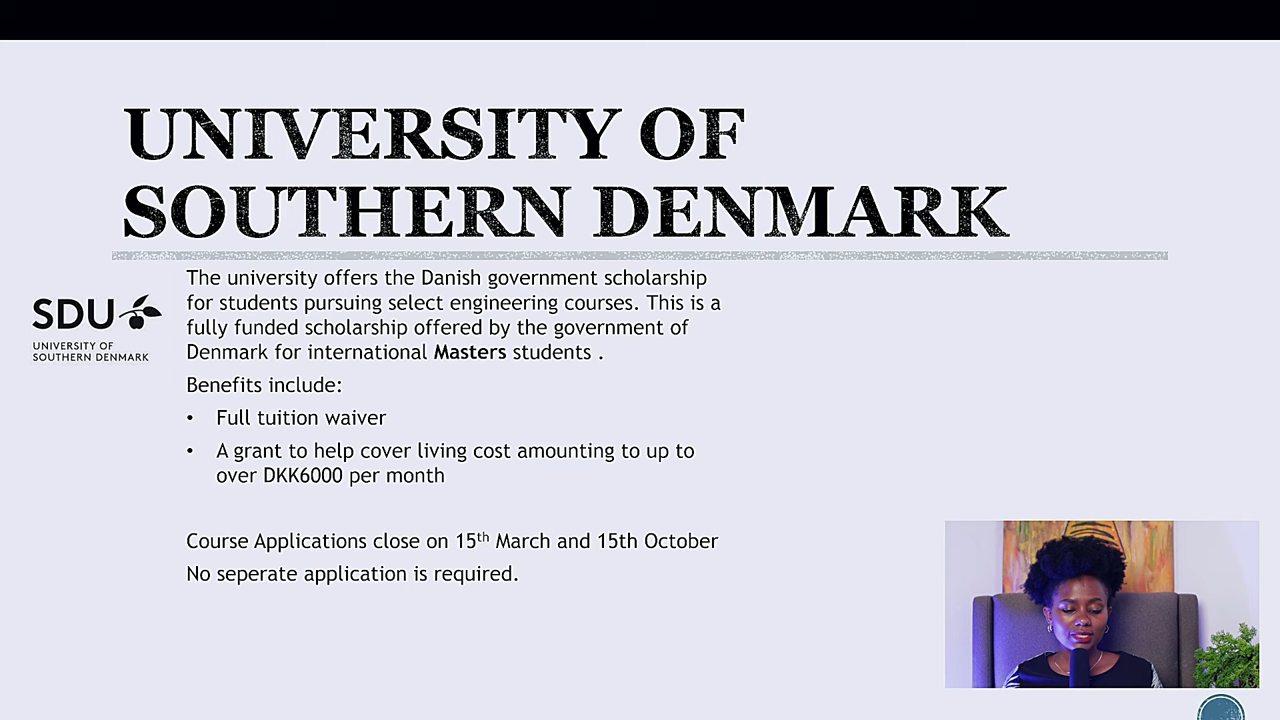 UNIVERSITY OF
SOUTHERN DENMARK
SDU
UNIVERSITY OF
SOUTHERN DENMARK
The university offers the Danish government scholarship
for students pursuing select engineering courses. This is a
fully funded scholarship offered by the government of
Denmark for international Masters students .
Benefits include:
• Full tuition waiver
• A grant to help cover living cost amounting to up to
over DKK6000 per month
Course Applications close on 15th March and 15th October
No seperate application is required.